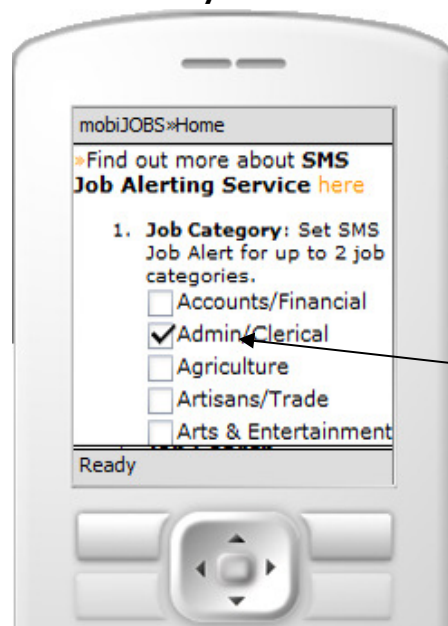 mobiJOBS»Home
»Find out more about SMS
Job Alerting Service here
1. Job Category: Set SMS
Job Alert for up to 2 job
categories.
Accounts/Financial
Admin/Clerical
Agriculture
Artisans/Trade
Arts & Entertainment
Ready